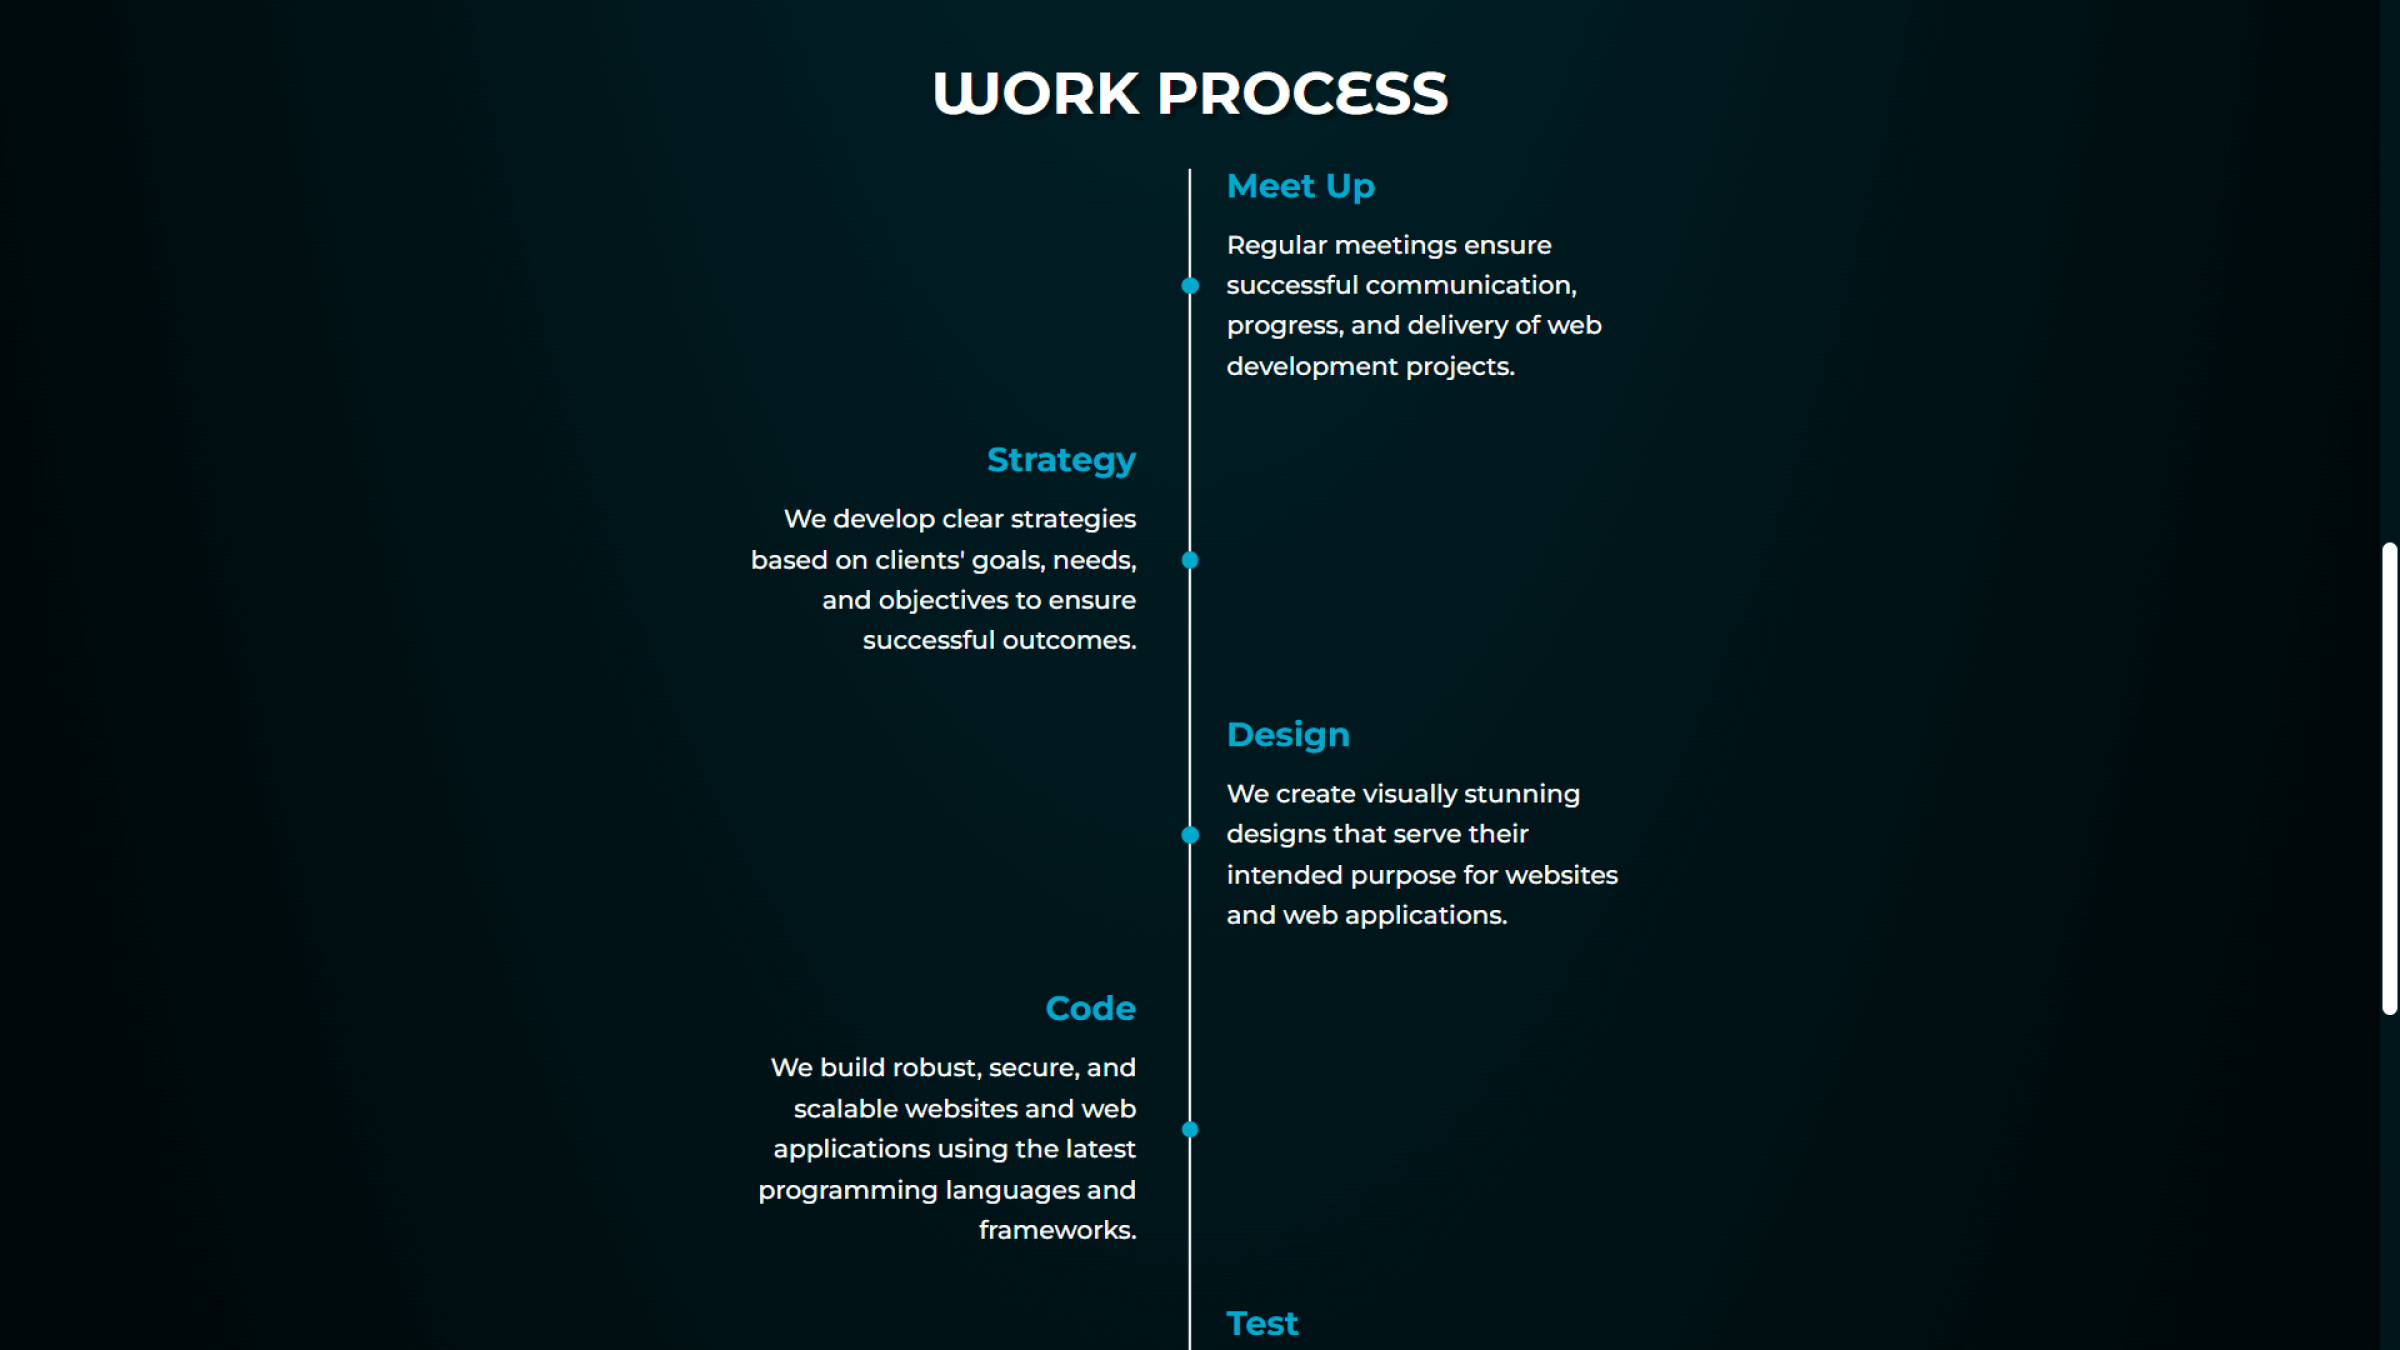 WORK PROCESS
Meet Up
Regular meetings ensure
successful communication,
progress, and delivery of web
development projects.
Strategy
We develop clear strategies
based on clients' goals, needs,
and objectives to ensure
successful outcomes.
Design
We create visually stunning
designs that serve their
intended purpose for websites
and web applications.
Code
We build robust, secure, and
scalable websites and web
applications using the latest
programming languages and
frameworks.
Test